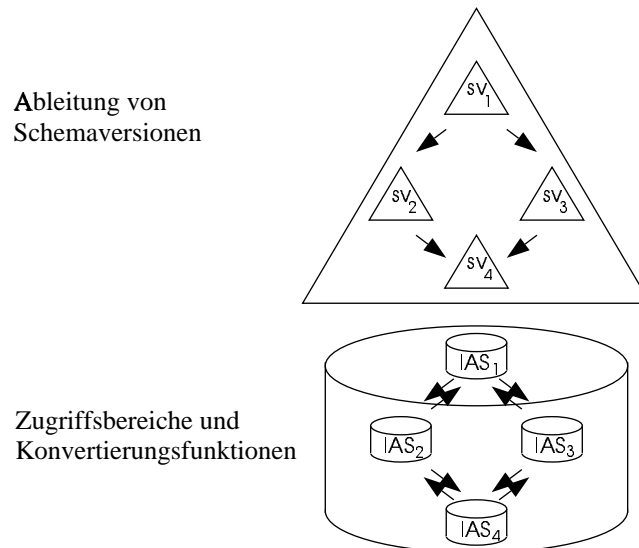 Ableitung von
Schemaversionen
sv1
sv2
sv3
sv4
Zugriffsbereiche und
Konvertierungsfunktionen
IAS1
IAS2
IAS3
IAS4